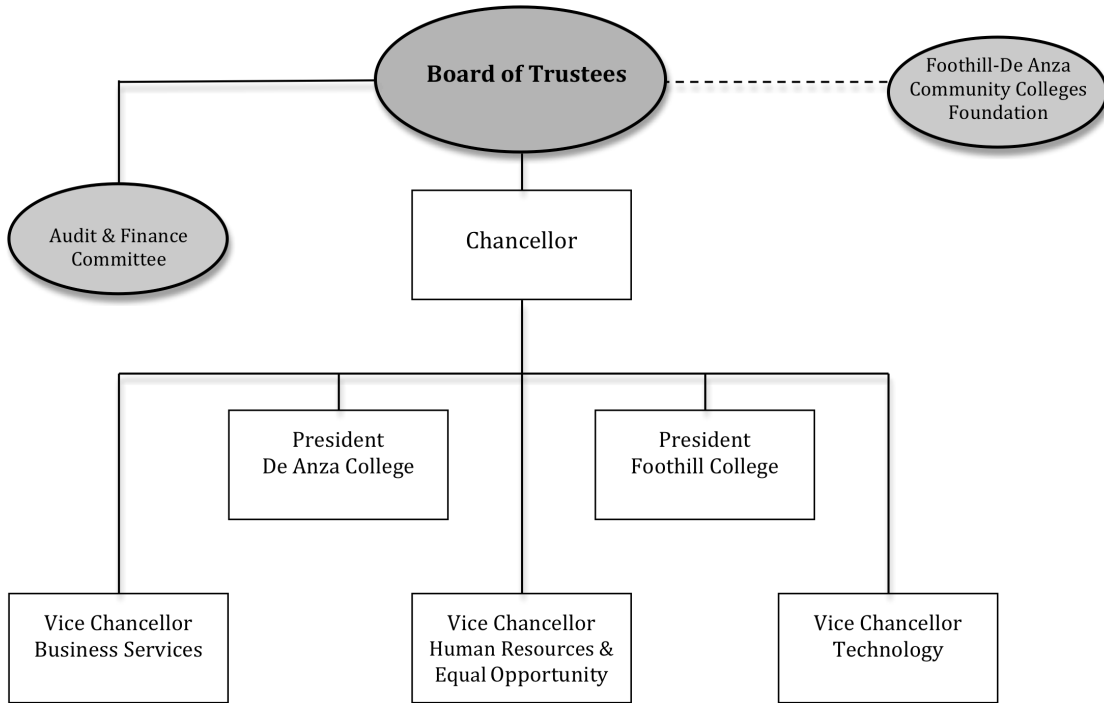 Board of Trustees
Foothill-De Anza
Community Colleges
Foundation
Audit & Finance
Committee
Chancellor
President
De Anza College
President
Foothill College
Vice Chancellor
Business Services
Vice Chancellor
Human Resources &
Equal Opportunity
Vice Chancellor
Technology